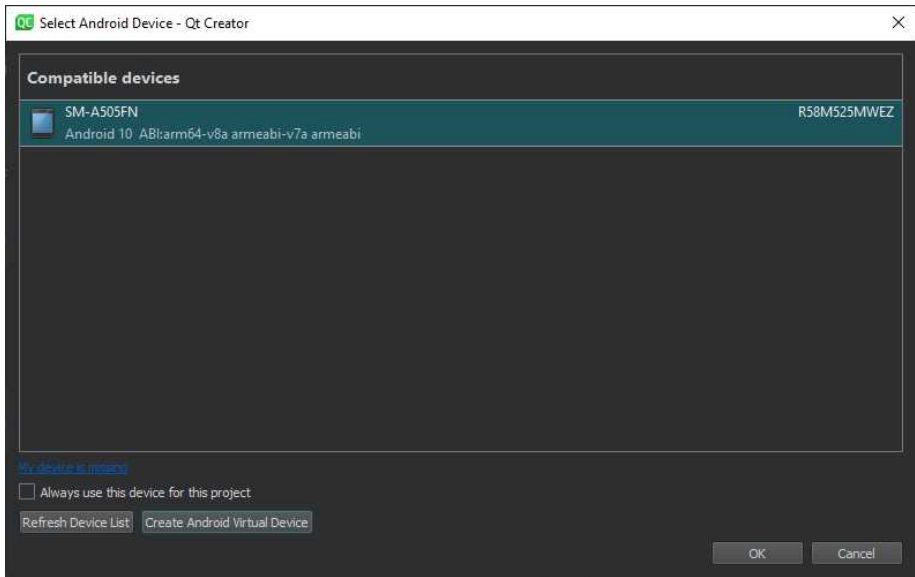 QC Select Android Device - Qt Creator
Compatible devices
SM-A505FN R58M525MWEZ
Android 10 ABI:arm64-v8a armeabi-v7a armeabi
My device is missing
Always use this device for this project
Refresh Device List Create Android Virtual Device
OK Cancel